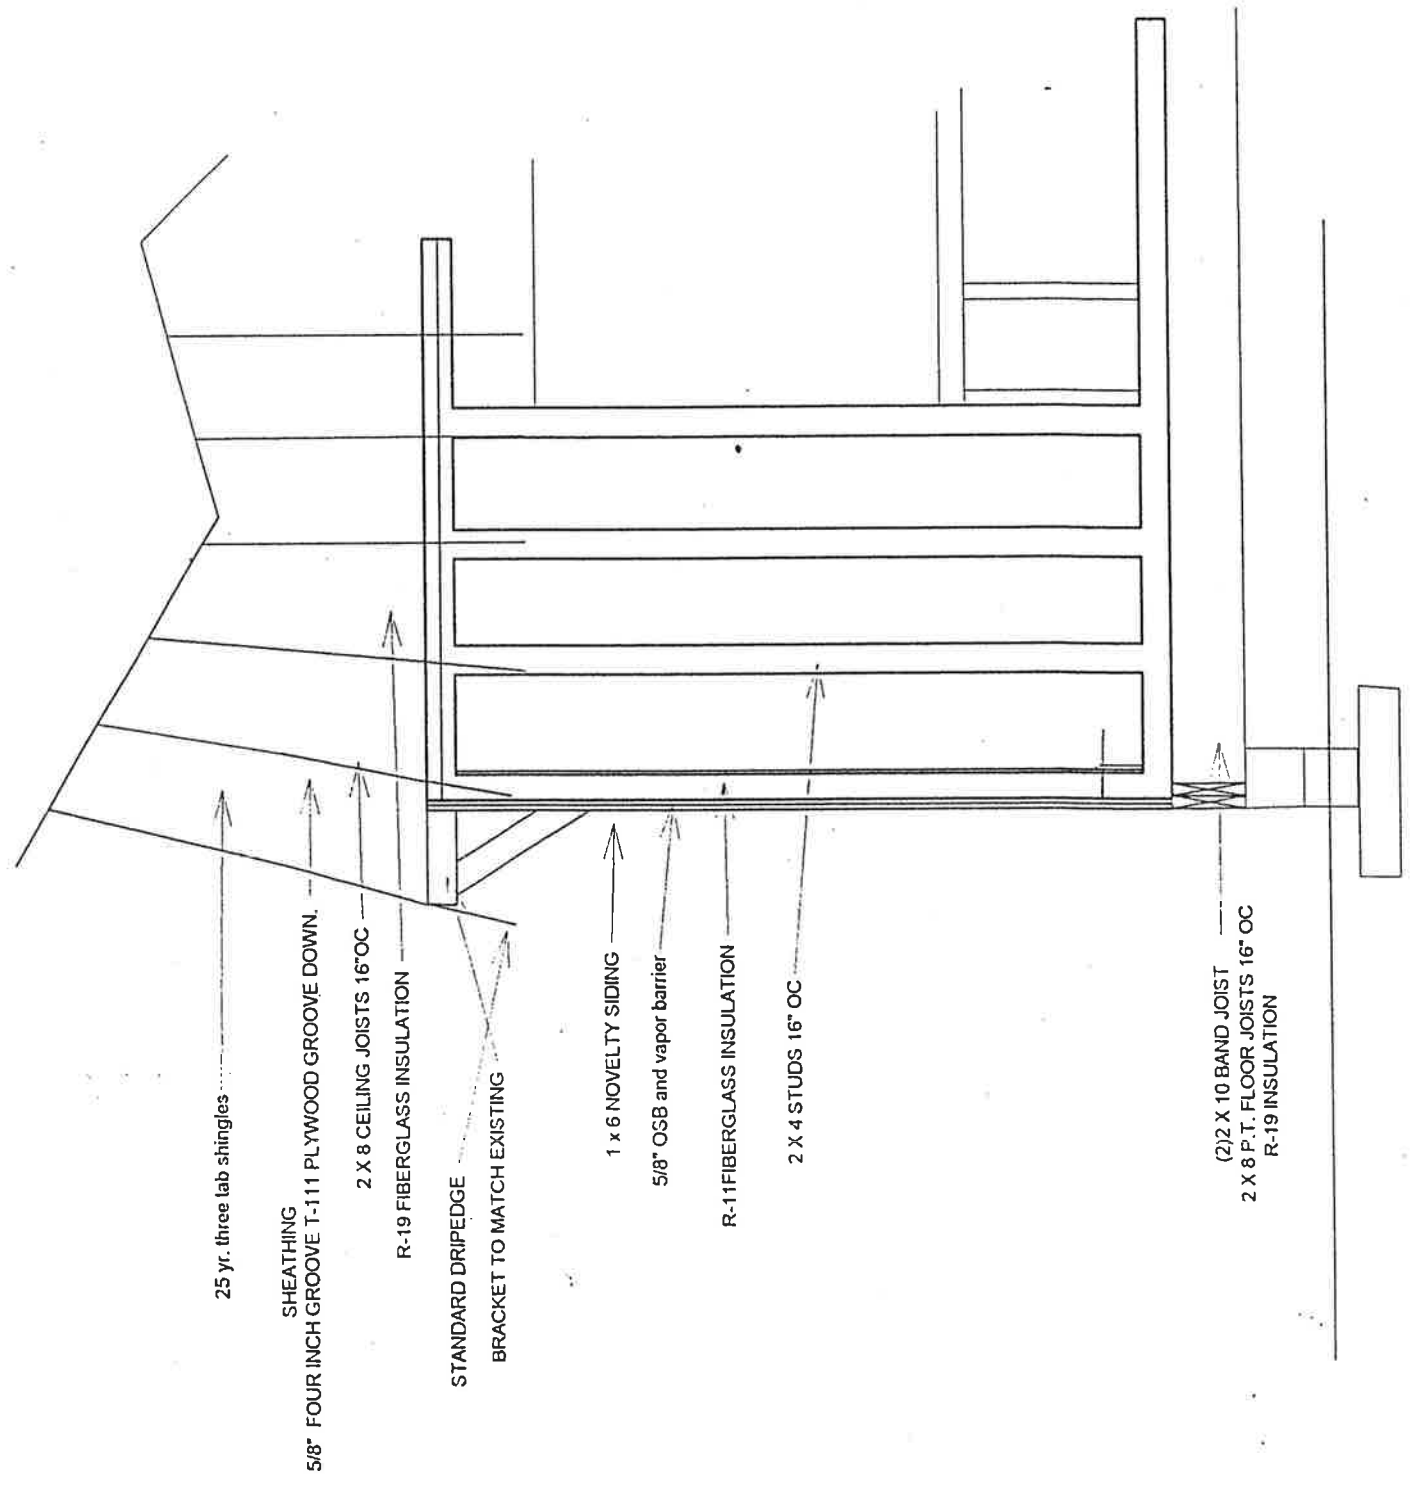 25 yr. three tab shingles
SHEATHING
5/8" FOUR INCH GROOVE T-111 PLYWOOD GROOVE DOWN.
2 X 8 CEILING JOISTS 16"OC
R-19 FIBERGLASS INSULATION
STANDARD DRIPEDGE
BRACKET TO MATCH EXISTING
1 x 6 NOVELTY SIDING
5/8" OSB and vapor barrier
R-11FIBERGLASS INSULATION
2 X 4 STUDS 16" OC
(2)2 X 10 BAND JOIST
2 X 8 P.T. FLOOR JOISTS 16" OC
R-19 INSULATION